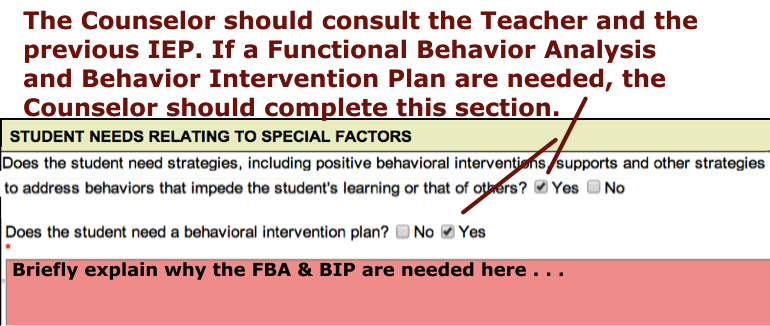 The Counselor should consult the Teacher and the
previous IEP. If a Functional Behavior Analysis
and Behavior Intervention Plan are needed, the
Counselor should complete this section.
STUDENT NEEDS RELATING TO SPECIAL FACTORS
Does the student need strategies, including positive behavioral interventions, supports and other strategies
to address behaviors that impede the student's learning or that of others? Yes No
Does the student need a behavioral intervention plan? No Yes
*
Briefly explain why the FBA & BIP are needed here . . .